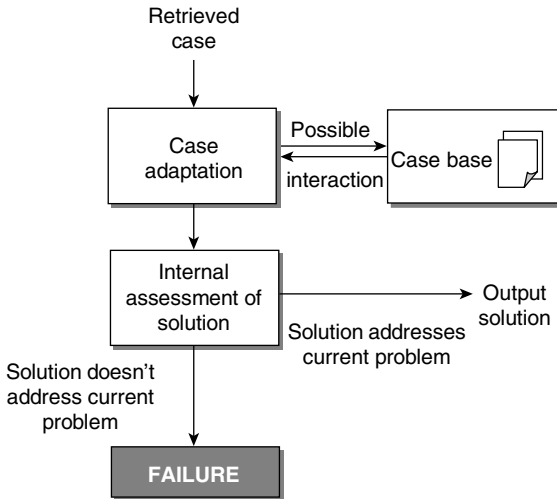 Retrieved
case
Case
adaptation
Possible
interaction
Case base
Internal
assessment of
solution
Output
solution
Solution addresses
current problem
Solution doesn't
address current
problem
FAILURE